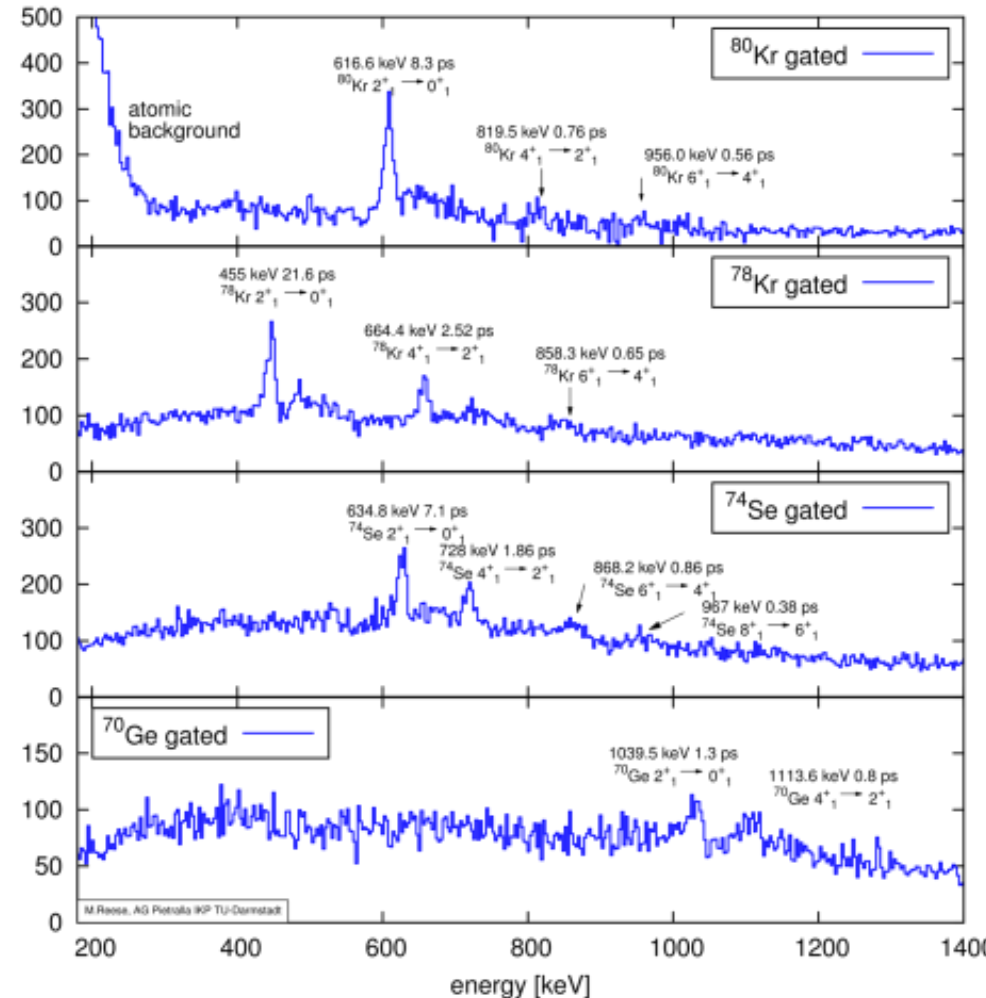 500
400
300
200
100
0
⁸⁰Kr gated
atomic
background
616.6 keV 8.3 ps
⁸⁰Kr 2⁺₁ → 0⁺₁
819.5 keV 0.76 ps
⁸⁰Kr 4⁺₁ → 2⁺₁
956.0 keV 0.56 ps
⁸⁰Kr 6⁺₁ → 4⁺₁
300
200
100
0
⁷⁸Kr gated
455 keV 21.6 ps
⁷⁸Kr 2⁺₁ → 0⁺₁
664.4 keV 2.52 ps
⁷⁸Kr 4⁺₁ → 2⁺₁
858.3 keV 0.65 ps
⁷⁸Kr 6⁺₁ → 4⁺₁
300
200
100
0
⁷⁴Se gated
634.8 keV 7.1 ps
⁷⁴Se 2⁺₁ → 0⁺₁
728 keV 1.86 ps
⁷⁴Se 4⁺₁ → 2⁺₁
868.2 keV 0.86 ps
⁷⁴Se 6⁺₁ → 4⁺₁
967 keV 0.38 ps
⁷⁴Se 8⁺₁ → 6⁺₁
150
100
50
0
⁷⁰Ge gated
1039.5 keV 1.3 ps
⁷⁰Ge 2⁺₁ → 0⁺₁
1113.6 keV 0.8 ps
⁷⁰Ge 4⁺₁ → 2⁺₁
M.Reese, AG Pietralla IKP TU-Darmstadt
200 400 600 800 1000 1200 1400
energy [keV]